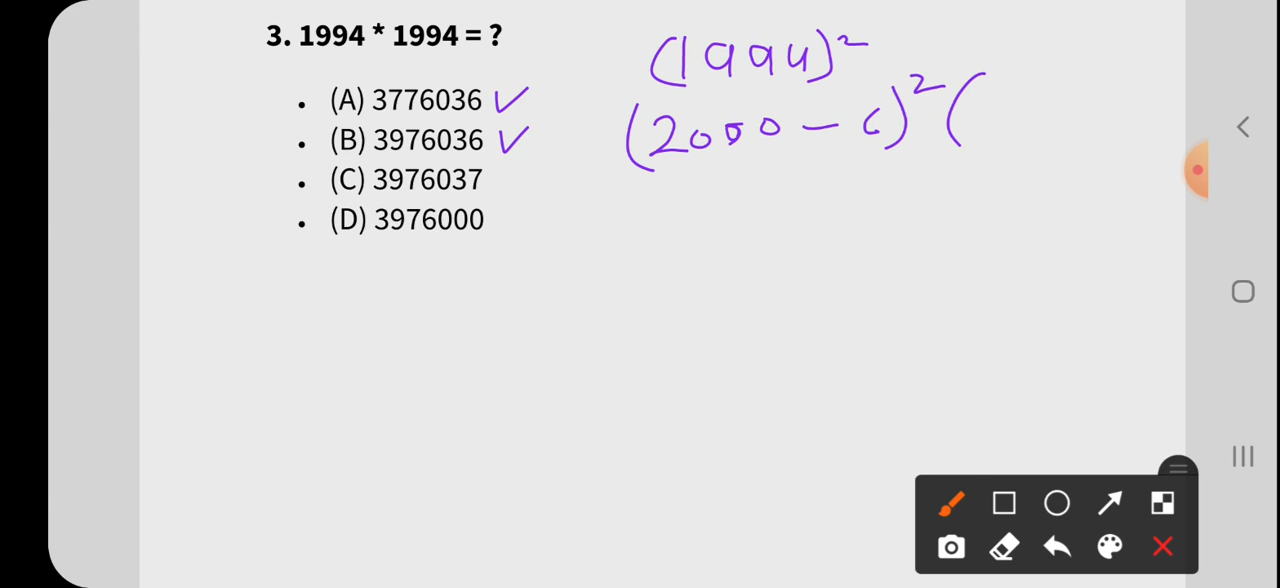 3. 1994 * 1994 = ?
(1994)²
(A) 3776036 ✓
(2000 - 6)² (
(B) 3976036 ✓
(C) 3976037
(D) 3976000